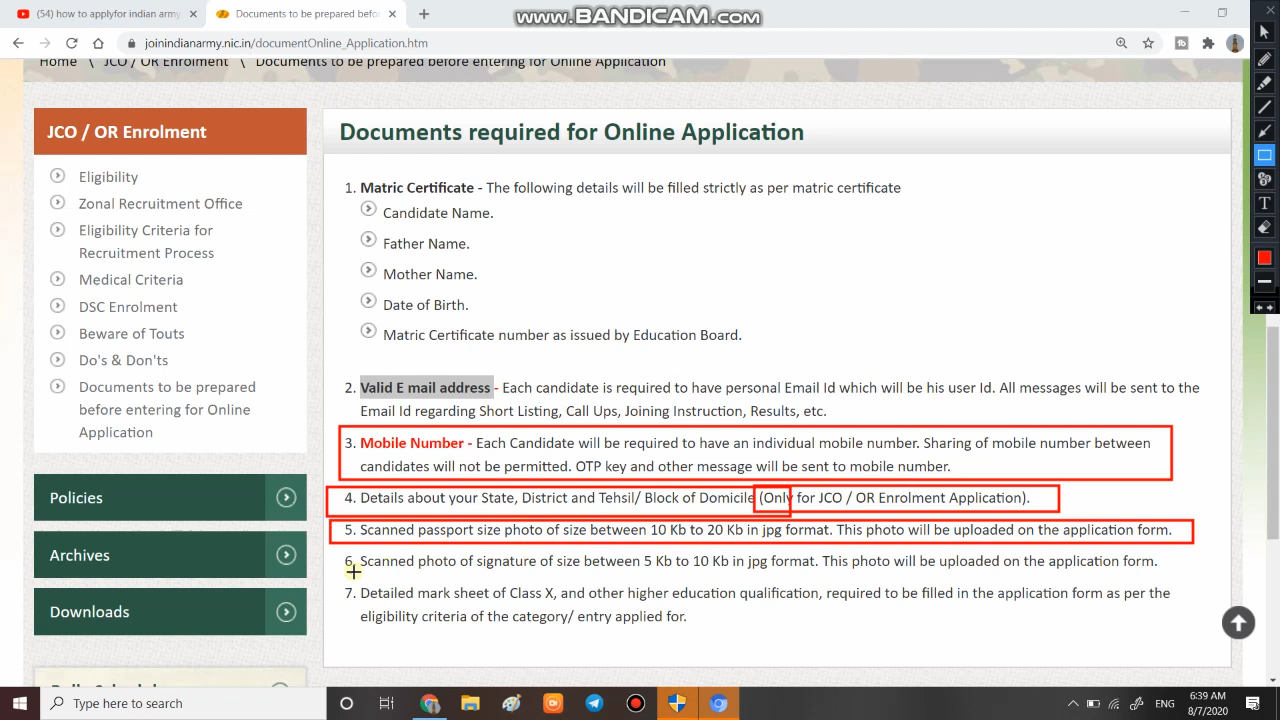 (54) how to applyfor indian army
Documents to be prepared befor
www.BANDICAM.com
joinindianarmy.nic.in/documentOnline_Application.htm
Home \ JCO / OR Enrolment \ Documents to be prepared before entering for Online Application
JCO / OR Enrolment
Eligibility
Zonal Recruitment Office
Eligibility Criteria for
Recruitment Process
Medical Criteria
DSC Enrolment
Beware of Touts
Do's & Don'ts
Documents to be prepared
before entering for Online
Application
Policies
Archives
Downloads
Documents required for Online Application
1. Matric Certificate - The following details will be filled strictly as per matric certificate
Candidate Name.
Father Name.
Mother Name.
Date of Birth.
Matric Certificate number as issued by Education Board.
2. Valid E mail address - Each candidate is required to have personal Email Id which will be his user Id. All messages will be sent to the
Email Id regarding Short Listing, Call Ups, Joining Instruction, Results, etc.
3. Mobile Number - Each Candidate will be required to have an individual mobile number. Sharing of mobile number between
candidates will not be permitted. OTP key and other message will be sent to mobile number.
4. Details about your State, District and Tehsil/ Block of Domicile (Only for JCO / OR Enrolment Application).
5. Scanned passport size photo of size between 10 Kb to 20 Kb in jpg format. This photo will be uploaded on the application form.
6. Scanned photo of signature of size between 5 Kb to 10 Kb in jpg format. This photo will be uploaded on the application form.
7. Detailed mark sheet of Class X, and other higher education qualification, required to be filled in the application form as per the
eligibility criteria of the category/ entry applied for.
Type here to search
ENG
6:39 AM
8/7/2020